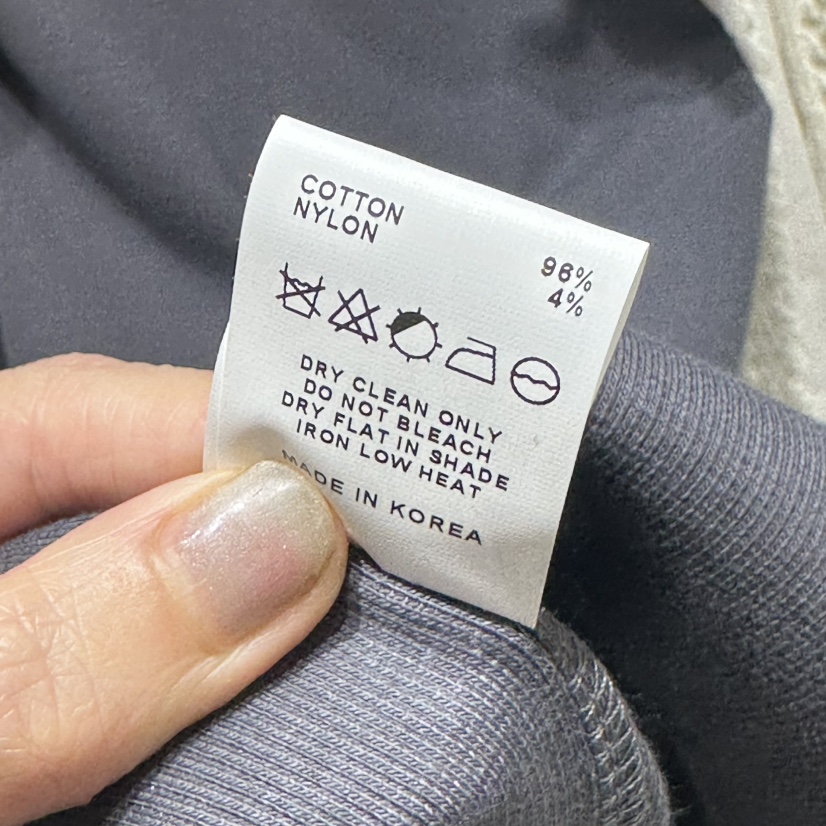 COTTON
NYLON
96%
4%
DRY CLEAN ONLY
DO NOT BLEACH
DRY FLAT IN SHADE
IRON LOW HEAT
MADE IN KOREA